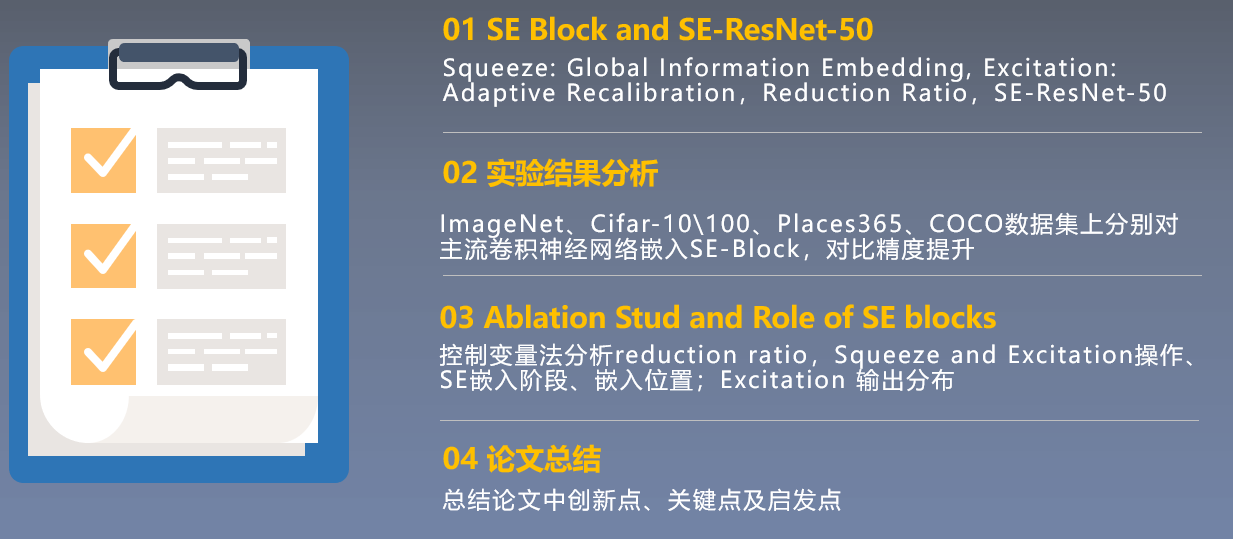 01 SE Block and SE-ResNet-50
Squeeze: Global Information Embedding, Excitation:
Adaptive Recalibration，Reduction Ratio，SE-ResNet-50
02 实验结果分析
ImageNet、Cifar-10\100、Places365、COCO数据集上分别对
主流卷积神经网络嵌入SE-Block，对比精度提升
03 Ablation Stud and Role of SE blocks
控制变量法分析reduction ratio，Squeeze and Excitation操作、
SE嵌入阶段、嵌入位置；Excitation 输出分布
04 论文总结
总结论文中创新点、关键点及启发点